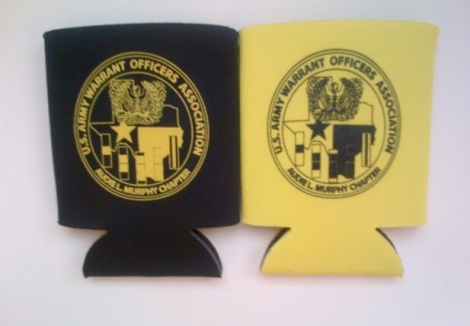 U.S. ARMY WARRANT OFFICERS ASSOCIATION
AUDIE L. MURPHY CHAPTER
U.S. ARMY WARRANT OFFICERS ASSOCIATION
AUDIE L. MURPHY CHAPTER